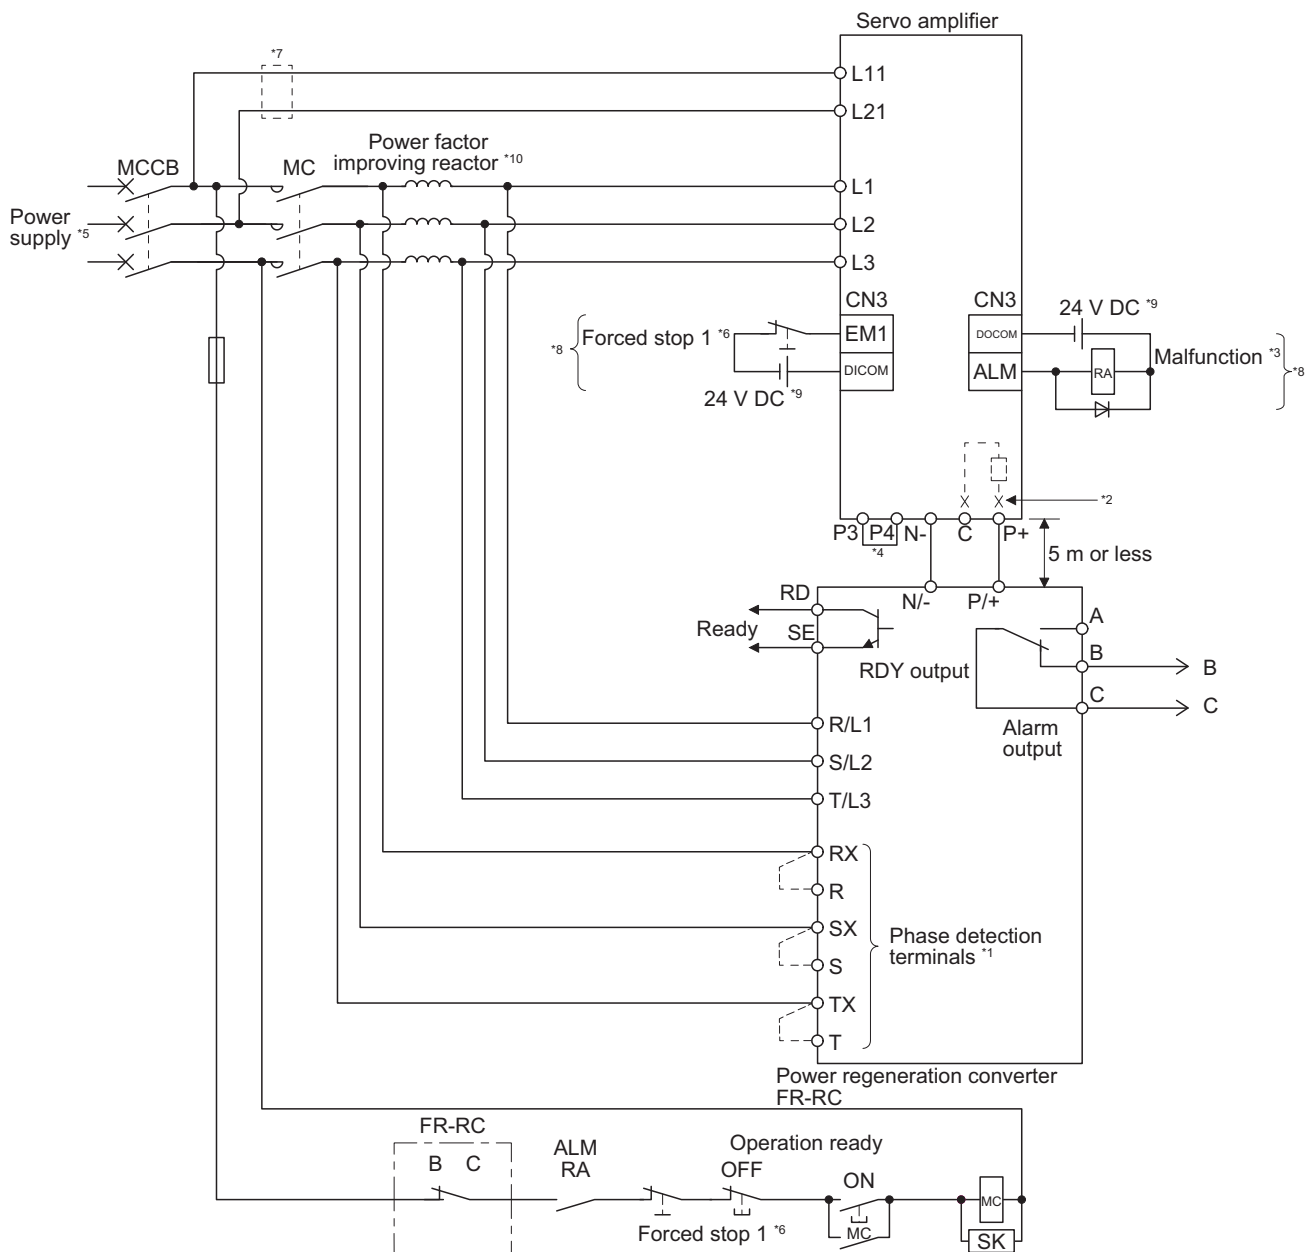 Servo amplifier
*7
L11
L21
Power factor
improving reactor *10
MCCB
MC
L1
Power
supply *5
L2
L3
CN3
CN3
24 V DC *9
*8
Forced stop 1 *6
EM1
DOCOM
Malfunction *3
*8
DICOM
ALM
RA
24 V DC *9
*2
P3
P4
N-
C
P+
*4
5 m or less
RD
N/-
P/+
A
Ready
SE
B
B
RDY output
C
C
Alarm
output
R/L1
S/L2
T/L3
RX
R
SX
Phase detection
terminals *1
S
TX
T
Power regeneration converter
FR-RC
FR-RC
Operation ready
B
C
ALM
RA
OFF
ON
MC
Forced stop 1 *6
MC
SK